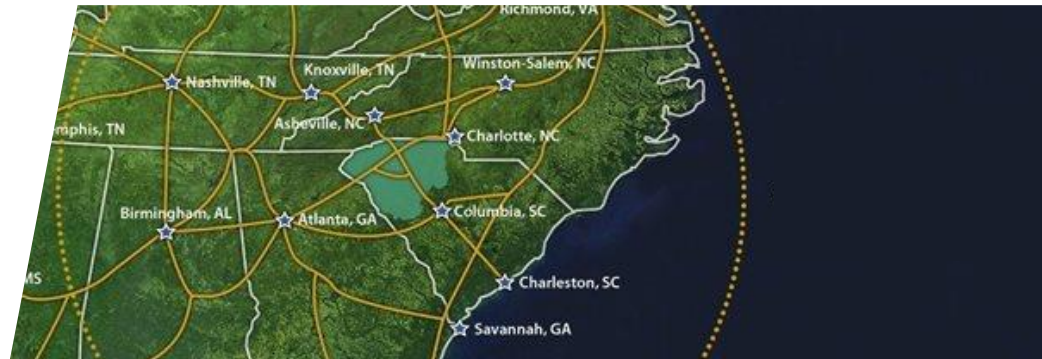 Richmond, VA
Winston-Salem, NC
Knoxville, TN
Nashville, TN
Asheville, NC
emphis, TN
Charlotte, NC
Birmingham, AL
Atlanta, GA
Columbia, SC
MS
Charleston, SC
Savannah, GA